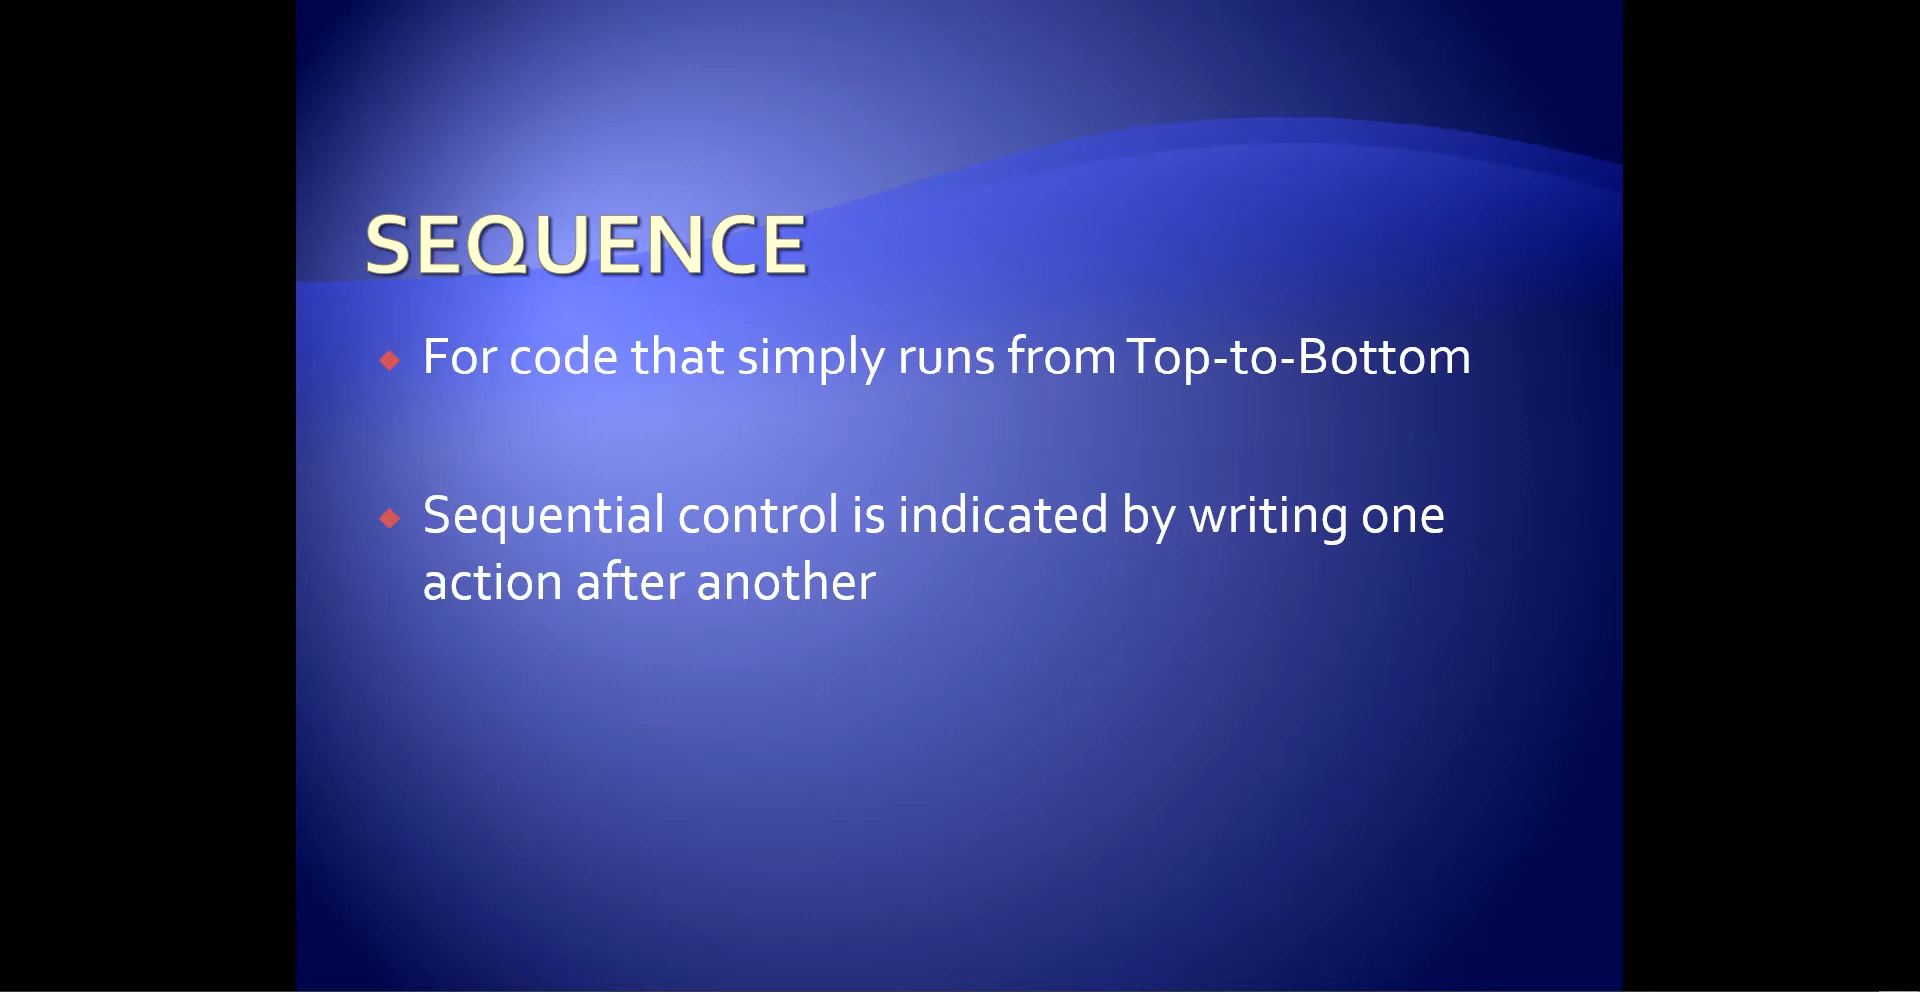 SEQUENCE
For code that simply runs from Top-to-Bottom
Sequential control is indicated by writing one
action after another